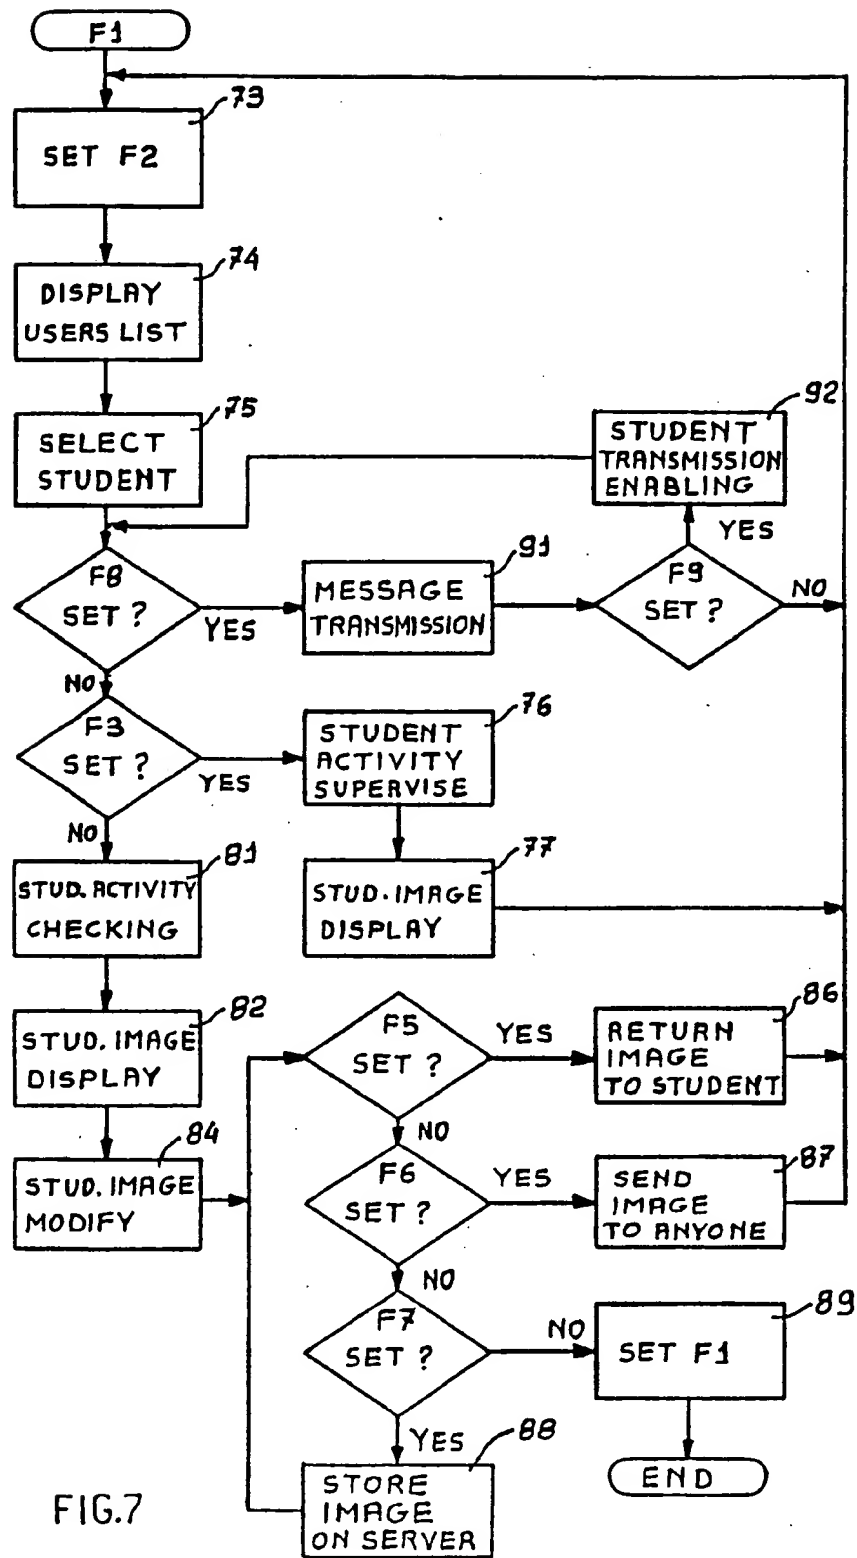 F1
73
SET F2
74
DISPLAY
USERS LIST
75
SELECT
STUDENT
92
STUDENT
TRANSMISSION
ENABLING
YES
F8
SET ?
YES
91
MESSAGE
TRANSMISSION
F9
SET ?
NO
NO
F3
SET ?
YES
76
STUDENT
ACTIVITY
SUPERVISE
NO
81
STUD. ACTIVITY
CHECKING
77
STUD. IMAGE
DISPLAY
82
STUD. IMAGE
DISPLAY
F5
SET ?
YES
86
RETURN
IMAGE
TO STUDENT
NO
84
STUD. IMAGE
MODIFY
F6
SET ?
YES
87
SEND
IMAGE
TO ANYONE
NO
F7
SET ?
NO
89
SET F1
YES
88
STORE
IMAGE
ON SERVER
END
FIG.7